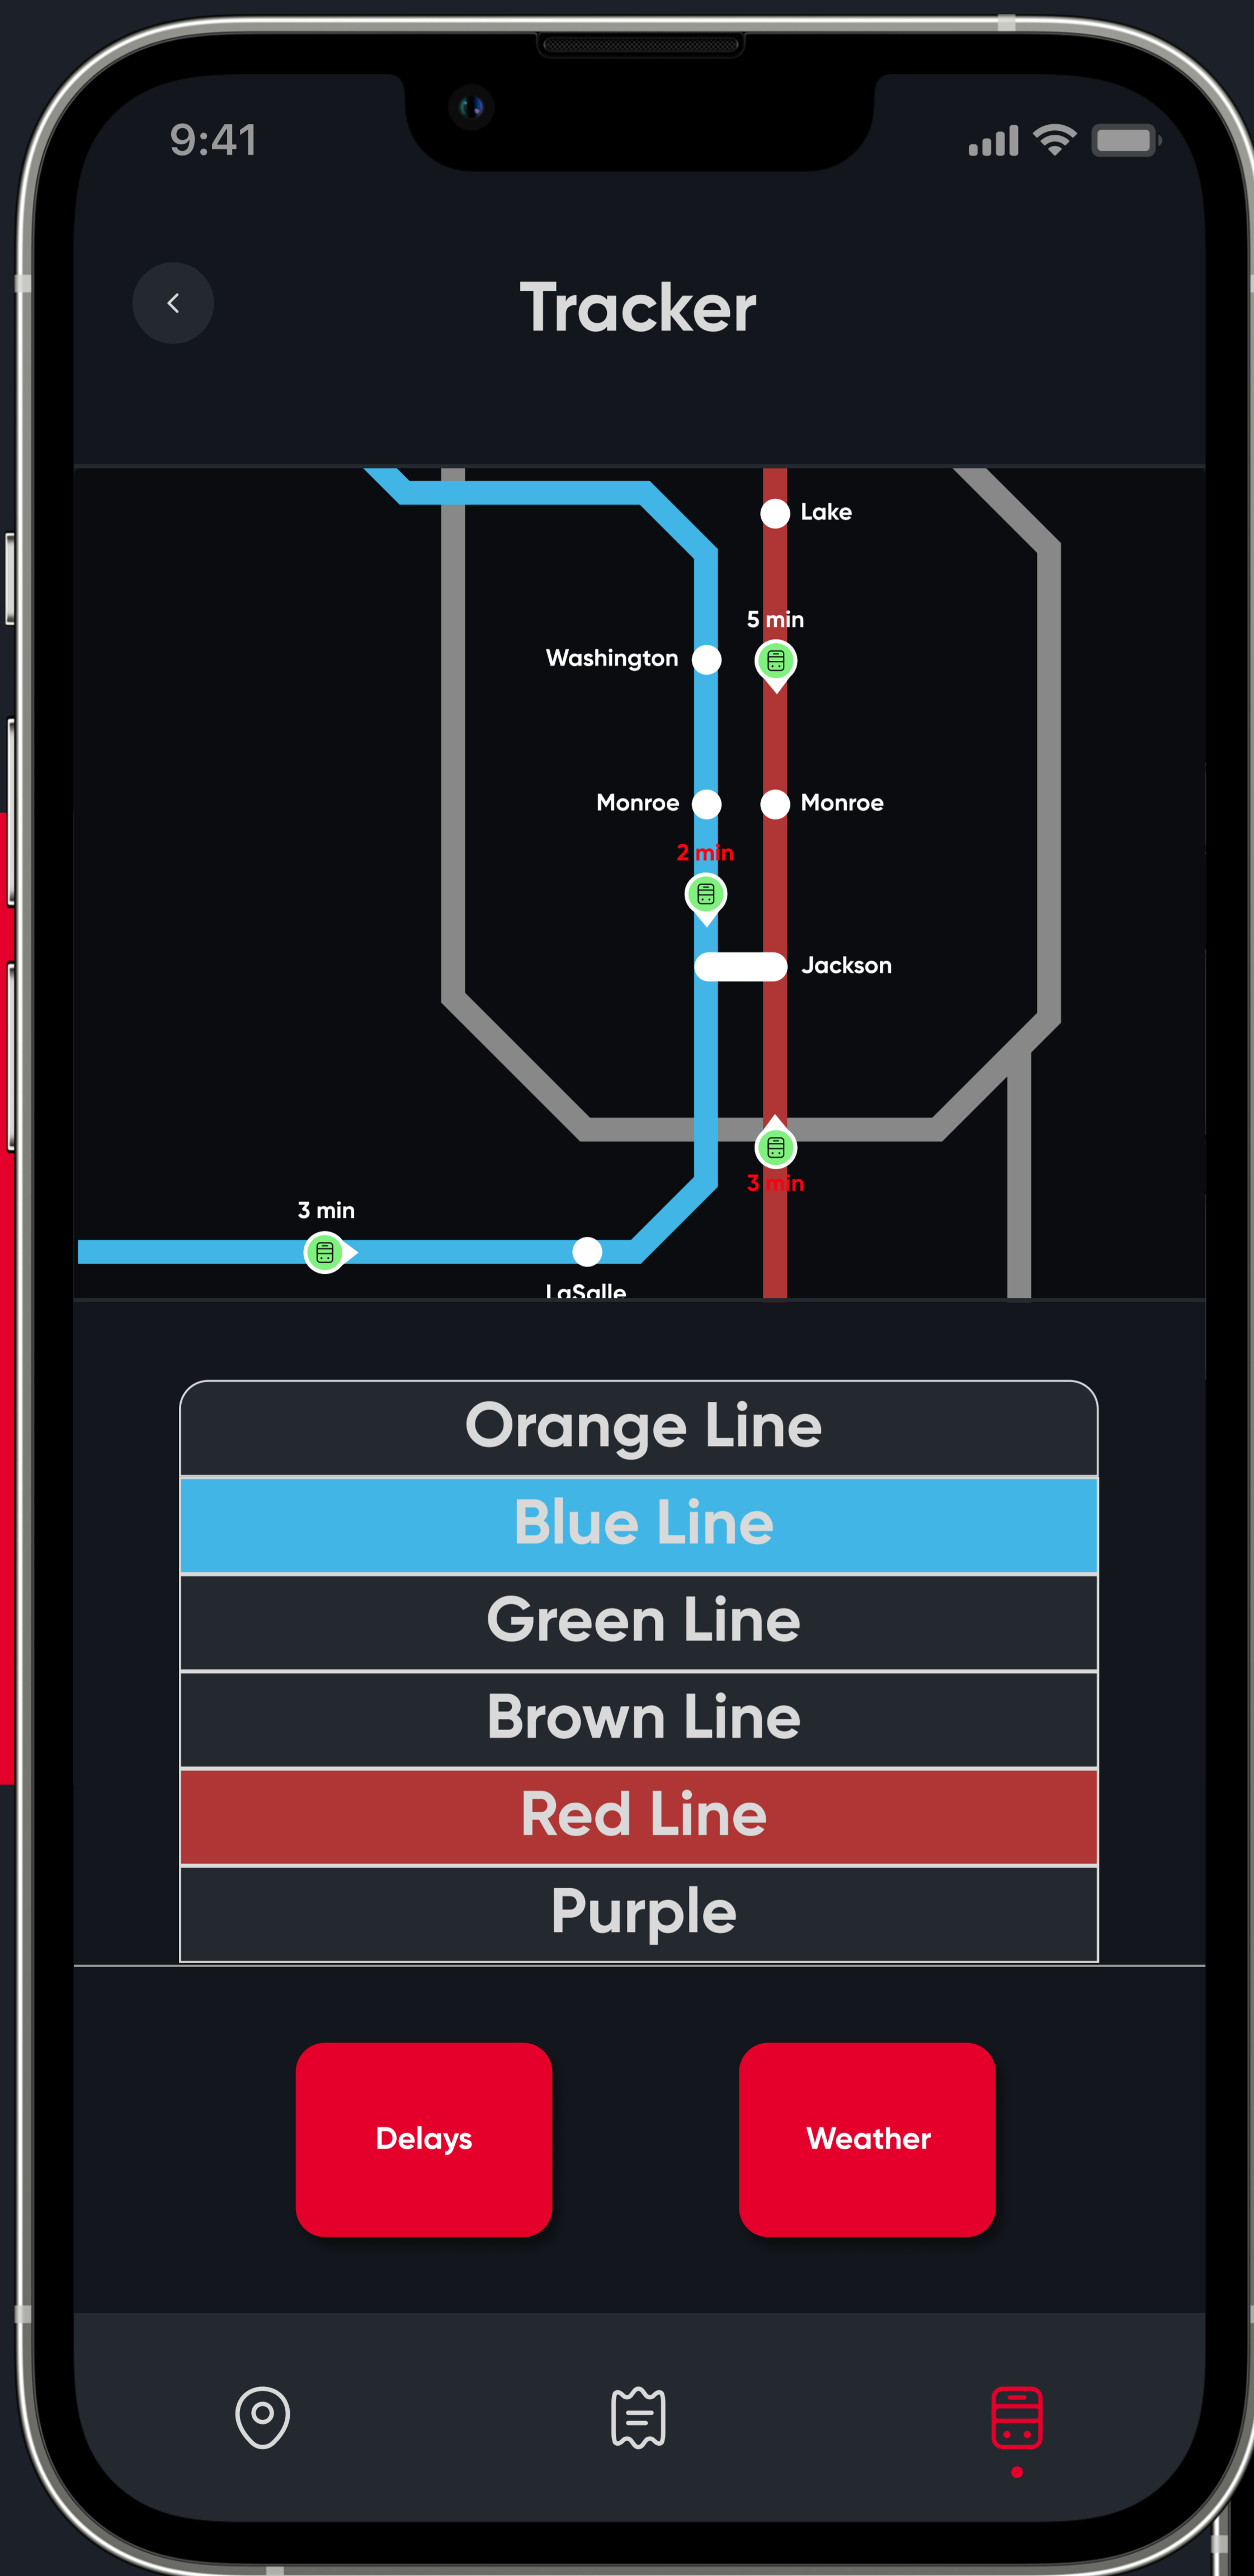 9:41
Tracker
Lake
5 min
Washington
Monroe
Monroe
2 min
Jackson
3 min
3 min
LaSalle
Orange Line
Blue Line
Green Line
Brown Line
Red Line
Purple
Delays
Weather